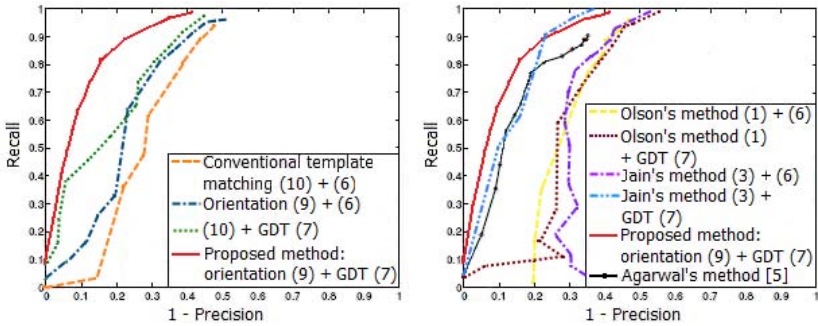 1
0.9
0.8
0.7
0.6
0.5
0.4
0.3
0.2
0.1
0
Recall
0 0.1 0.2 0.3 0.4 0.5 0.6 0.7 0.8 0.9 1
1 - Precision
Conventional template
matching (10) + (6)
Orientation (9) + (6)
(10) + GDT (7)
Proposed method:
orientation (9) + GDT (7)
1
0.9
0.8
0.7
0.6
0.5
0.4
0.3
0.2
0.1
0
Recall
0 0.1 0.2 0.3 0.4 0.5 0.6 0.7 0.8 0.9 1
1 - Precision
Olson's method (1) + (6)
Olson's method (1)
+ GDT (7)
Jain's method (3) + (6)
Jain's method (3) +
GDT (7)
Proposed method:
orientation (9) + GDT (7)
Agarwal's method [5]